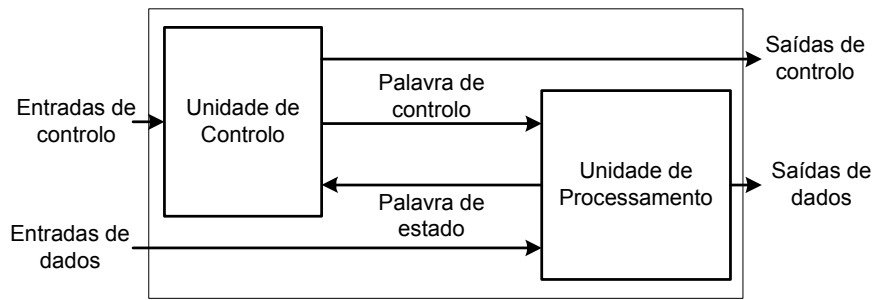 Saídas de
controlo
Palavra de
controlo
Entradas de
controlo
Unidade de
Controlo
Unidade de
Processamento
Saídas de
dados
Palavra de
estado
Entradas de
dados